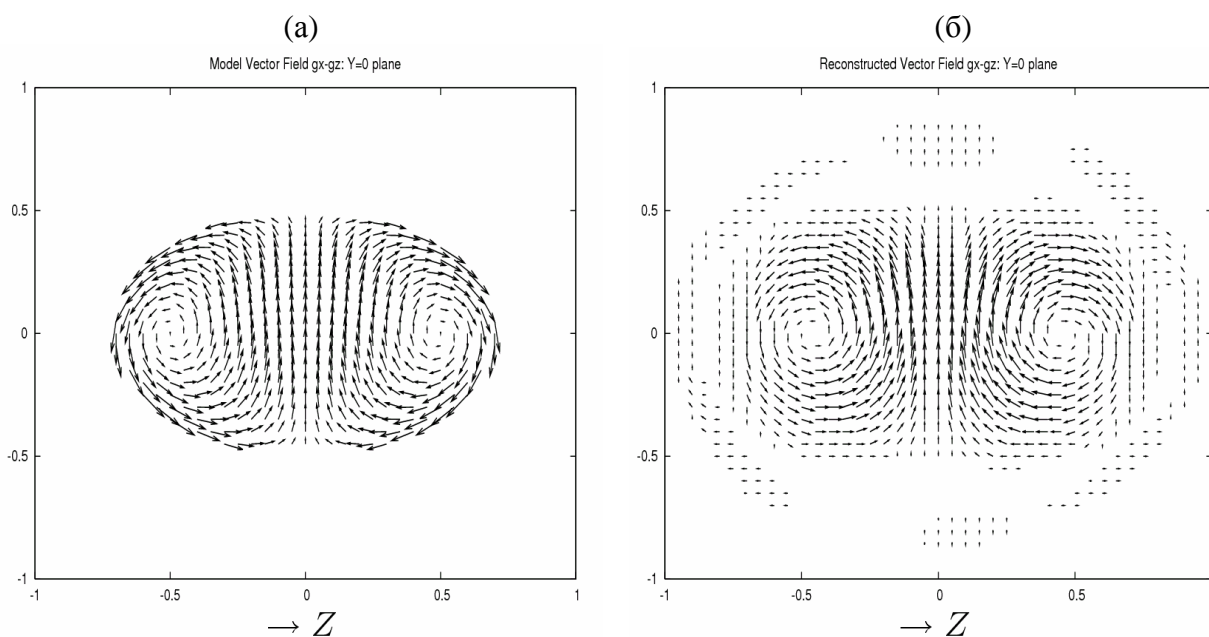 (а) (б)
Model Vector Field gx-gz: Y=0 plane Reconstructed Vector Field gx-gz: Y=0 plane
1 1
0.5 0.5
0 0
-0.5 -0.5
-1 -1
-1 -0.5 0 0.5 1 -1 -0.5 0 0.5
→ Z → Z